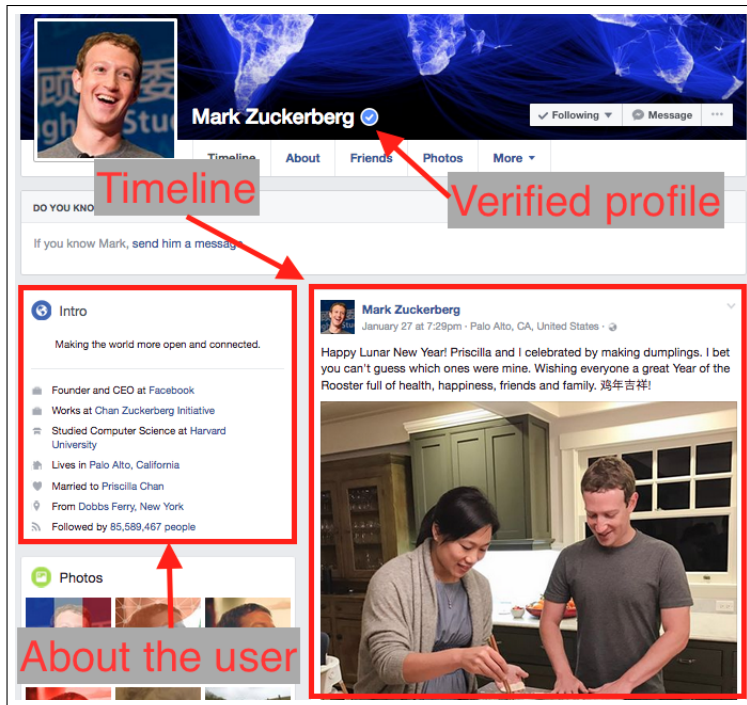 Mark Zuckerberg
Following
Message
Timeline
About
Friends
Photos
More
Timeline
Verified profile
DO YOU KNO
If you know Mark, send him a message
Intro
Making the world more open and connected.
Founder and CEO at Facebook
Works at Chan Zuckerberg Initiative
Studied Computer Science at Harvard
University
Lives in Palo Alto, California
Married to Priscilla Chan
From Dobbs Ferry, New York
Followed by 85,589,467 people
Mark Zuckerberg
January 27 at 7:29pm · Palo Alto, CA, United States ·
Happy Lunar New Year! Priscilla and I celebrated by making dumplings. I bet
you can't guess which ones were mine. Wishing everyone a great Year of the
Rooster full of health, happiness, friends and family. 鸡年吉祥!
Photos
About the user